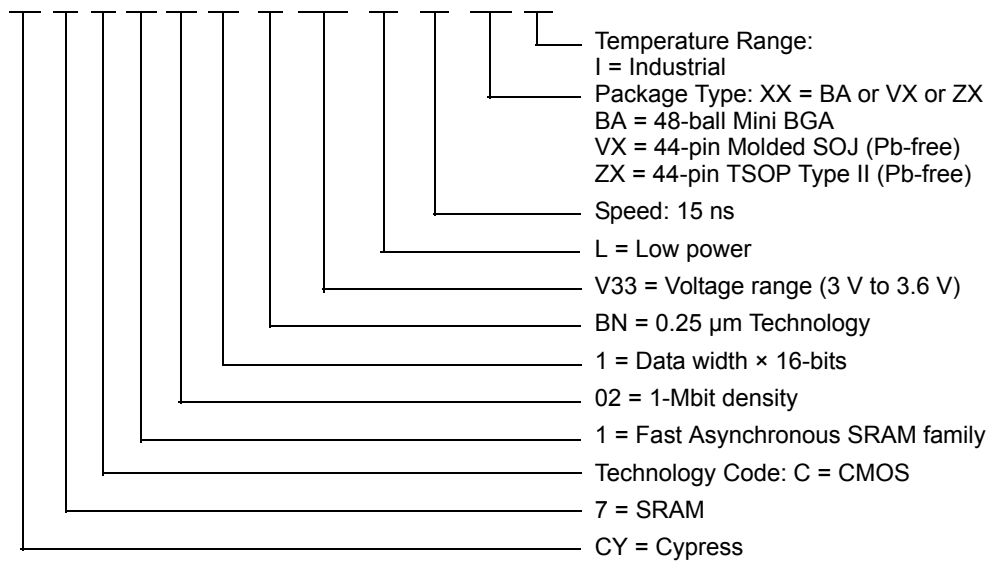 Temperature Range:
I = Industrial
Package Type: XX = BA or VX or ZX
BA = 48-ball Mini BGA
VX = 44-pin Molded SOJ (Pb-free)
ZX = 44-pin TSOP Type II (Pb-free)
Speed: 15 ns
L = Low power
V33 = Voltage range (3 V to 3.6 V)
BN = 0.25 µm Technology
1 = Data width × 16-bits
02 = 1-Mbit density
1 = Fast Asynchronous SRAM family
Technology Code: C = CMOS
7 = SRAM
CY = Cypress